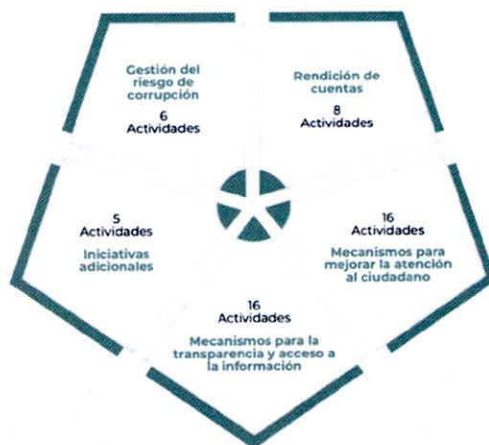 Gestión del
riesgo de
corrupción
6
Actividades
Rendición de
cuentas
8
Actividades
5
Actividades
Iniciativas
adicionales
16
Actividades
Mecanismos para
mejorar la atención
al ciudadano
16
Actividades
Mecanismos para la
transparencia y acceso a
la información